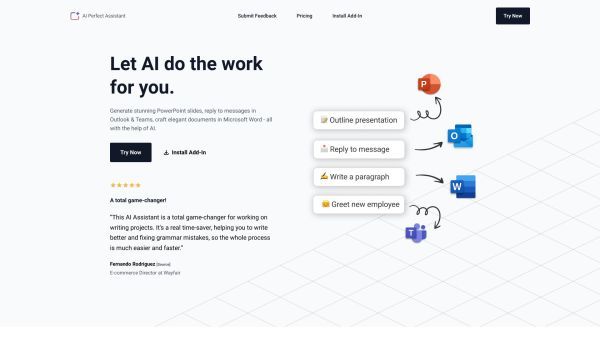 AI Perfect Assistant
Submit Feedback
Pricing
Install Add-In
Try Now
Let AI do the work
for you.
Generate stunning PowerPoint slides, reply to messages in
Outlook & Teams, craft elegant documents in Microsoft Word - all
with the help of AI.
Try Now
Install Add-In
A total game-changer!
"This AI Assistant is a total game-changer for working on
writing projects. It's a real time-saver, helping you to write
better and fixing grammar mistakes, so the whole process
is much easier and faster."
Fernando Rodriguez [Source]
E-commerce Director at Wayfair
Outline presentation
Reply to message
Write a paragraph
Greet new employee
P
O
W
T